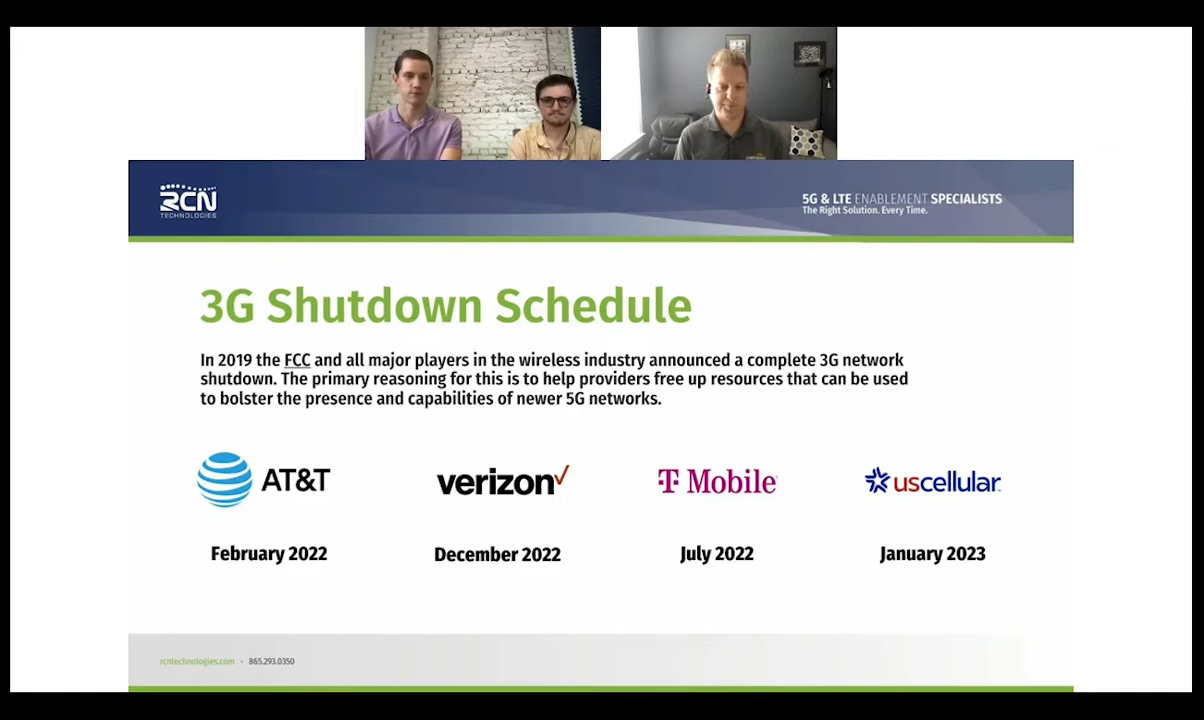 RCN
TECHNOLOGIES
5G & LTE ENABLEMENT SPECIALISTS
The Right Solution. Every Time.
3G Shutdown Schedule
In 2019 the FCC and all major players in the wireless industry announced a complete 3G network
shutdown. The primary reasoning for this is to help providers free up resources that can be used
to bolster the presence and capabilities of newer 5G networks.
AT&T
verizon
T Mobile
uscellular
February 2022
December 2022
July 2022
January 2023
rcntechnologies.com • 865.293.0350